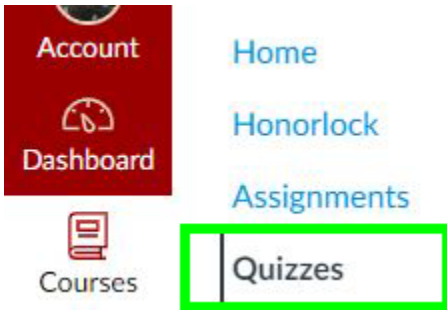 Account
Dashboard
Courses
Home
Honorlock
Assignments
Quizzes